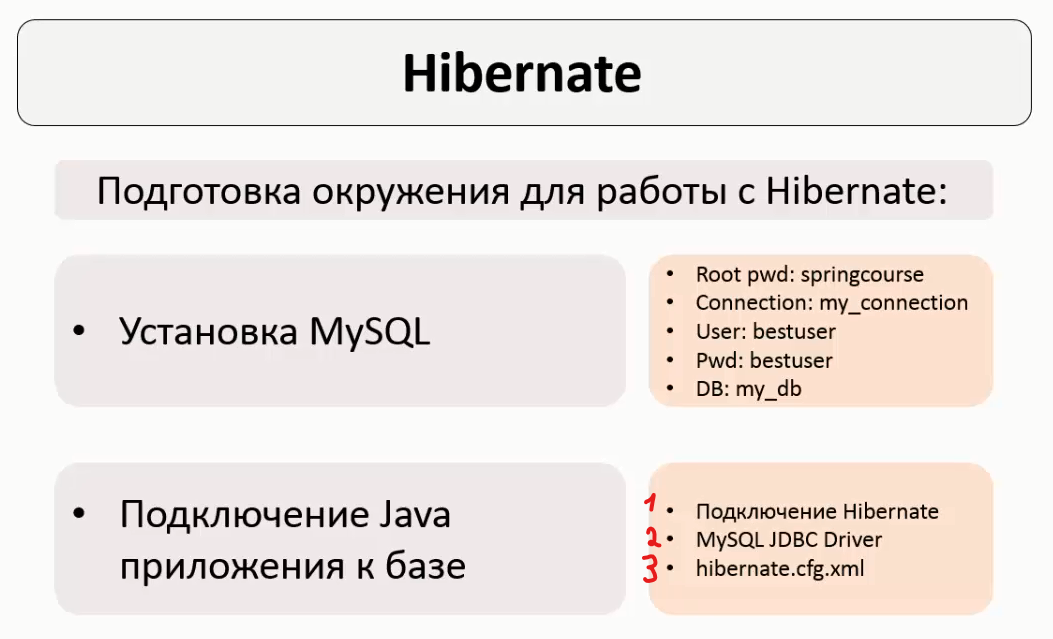 Hibernate
Подготовка окружения для работы с Hibernate:
• Установка MySQL
• Root pwd: springcourse
• Connection: my_connection
• User: bestuser
• Pwd: bestuser
• DB: my_db
• Подключение Java
приложения к базе
1 • Подключение Hibernate
2 • MySQL JDBC Driver
3 • hibernate.cfg.xml